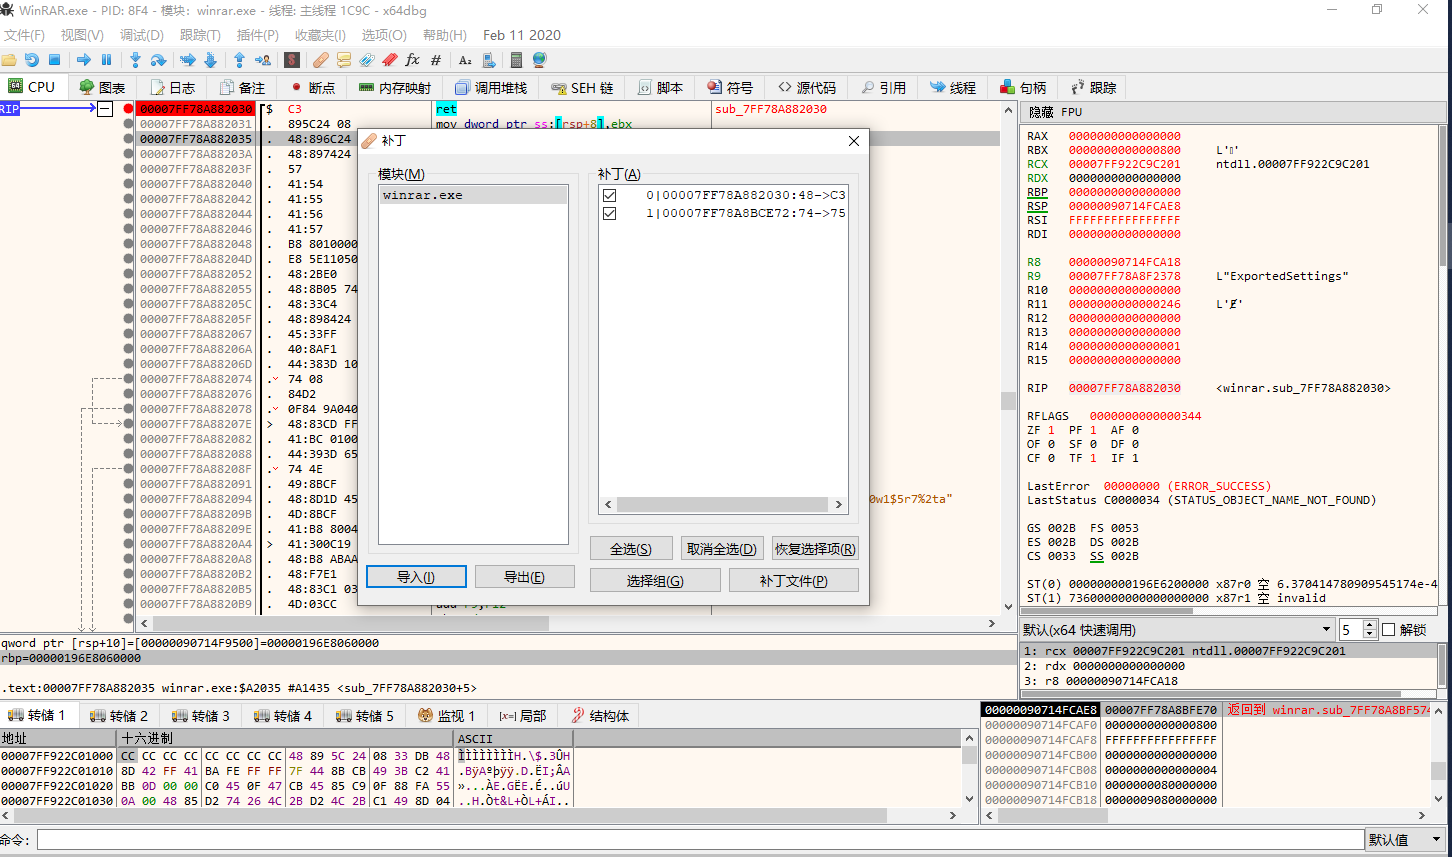 WinRAR.exe - PID: 8F4 - 模块: winrar.exe - 线程: 主线程 1C9C - x64dbg
文件(F) 视图(V) 调试(D) 跟踪(T) 插件(P) 收藏夹(I) 选项(O) 帮助(H) Feb 11 2020
CPU 图表 日志 备注 断点 内存映射 调用堆栈 SEH 链 脚本 符号 源代码 引用 线程 句柄 跟踪
RIP
00007FF78A882030 $ C3 ret sub_7FF78A882030
00007FF78A882031 . 895C24 08 mov dword ptr ss:[rsp+8],ebx
00007FF78A882035 . 48:896C24
00007FF78A88203A . 48:897424
00007FF78A88203F . 57
00007FF78A882040 . 41:54
00007FF78A882042 . 41:55
00007FF78A882044 . 41:56
00007FF78A882046 . 41:57
00007FF78A882048 . B8 8010000
00007FF78A88204D . E8 5E11050
00007FF78A882052 . 48:2BE0
00007FF78A882055 . 48:8B05 74
00007FF78A88205C . 48:33C4
00007FF78A88205F . 48:898424
00007FF78A882067 . 45:33FF
00007FF78A88206A . 40:8AF1
00007FF78A88206D . 44:383D 10
00007FF78A882074 . 74 08
00007FF78A882076 . 84D2
00007FF78A882078 . 0F84 9A040
00007FF78A88207E > 48:83CD FF
00007FF78A882082 . 41:BC 0100
00007FF78A882088 . 44:393D 65
00007FF78A88208F . 74 4E
00007FF78A882091 . 49:8BCF
00007FF78A882094 . 48:8D1D 45 0w1$5r7%2ta"
00007FF78A88209B . 4D:8BCF
00007FF78A88209E . 41:B8 8004
00007FF78A8820A4 > 41:300C19
00007FF78A8820A8 . 48:B8 ABAA
00007FF78A8820B2 . 48:F7E1
00007FF78A8820B5 . 48:83C1 03
00007FF78A8820B9 . 4D:03CC
补丁
模块(M)
winrar.exe
补丁(A)
0|00007FF78A882030:48->C3
1|00007FF78A8BCE72:74->75
全选(S) 取消全选(D) 恢复选择项(R)
导入(I) 导出(E) 选择组(G) 补丁文件(P)
隐藏 FPU
RAX 0000000000000000
RBX 0000000000000800
RCX 00007FF922C9C201 ntdll.00007FF922C9C201
RDX 0000000000000000
RBP 0000000000000000
RSP 00000090714FCAE8
RSI FFFFFFFFFFFFFFFF
RDI 0000000000000000
R8 00000090714FCA18
R9 00007FF78A8F2378 L"ExportedSettings"
R10 0000000000000000
R11 0000000000000246
R12 0000000000000000
R13 0000000000000000
R14 0000000000000001
R15 0000000000000000
RIP 00007FF78A882030 <winrar.sub_7FF78A882030>
RFLAGS 0000000000000344
ZF 1 PF 1 AF 0
OF 0 SF 0 DF 0
CF 0 TF 1 IF 1
LastError 00000000 (ERROR_SUCCESS)
LastStatus C0000034 (STATUS_OBJECT_NAME_NOT_FOUND)
GS 002B FS 0053
ES 002B DS 002B
CS 0033 SS 002B
ST(0) 000000000196E6200000 x87r0 空 6.370414780909545174e-4
ST(1) 73600000000000000000 x87r1 空 invalid
默认(x64 快速调用) 5 解锁
1: rcx 00007FF922C9C201 ntdll.00007FF922C9C201
2: rdx 0000000000000000
3: r8 00000090714FCA18
qword ptr [rsp+10]=[00000090714F9500]=00000196E8060000
rbp=00000196E8060000
.text:00007FF78A882035 winrar.exe:$A2035 #A1435 <sub_7FF78A882030+5>
转储 1 转储 2 转储 3 转储 4 转储 5 监视 1 [x=] 局部 结构体
地址 十六进制 ASCII
00007FF922C01000 CC CC CC CC CC CC CC CC 48 89 5C 24 08 33 DB 48 ÌÌÌÌÌÌÌÌH.\$.3ÛH
00007FF922C01010 8D 42 FF 41 BA FE FF FF 7F 44 8B CB 49 3B C2 41 .BÿAºþÿÿ.D.ËI;ÂA
00007FF922C01020 BB 0D 00 00 C0 45 0F 47 CB 45 85 C9 0F 88 FA 55 »...ÀE.GËE.É..úU
00007FF922C01030 0A 00 48 85 D2 74 26 4C 2B D2 4C 2B C1 49 8D 04 ..H.Òt&L+ÒL+ÁI..
00000090714FCAE8 00007FF78A8BFE70 返回到 winrar.sub_7FF78A8BF574
00000090714FCAF0 0000000000000800
00000090714FCAF8 FFFFFFFFFFFFFFFF
00000090714FCB00 0000000000000000
00000090714FCB08 0000000000000004
00000090714FCB10 0000000080000000
00000090714FCB18 0000009080000000
命令: 默认值